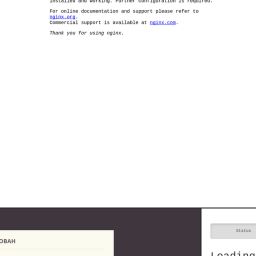 installed and working. Further configuration is required.
For online documentation and support please refer to
nginx.org.
Commercial support is available at nginx.com.
Thank you for using nginx.
Status
ОВАН
Loading